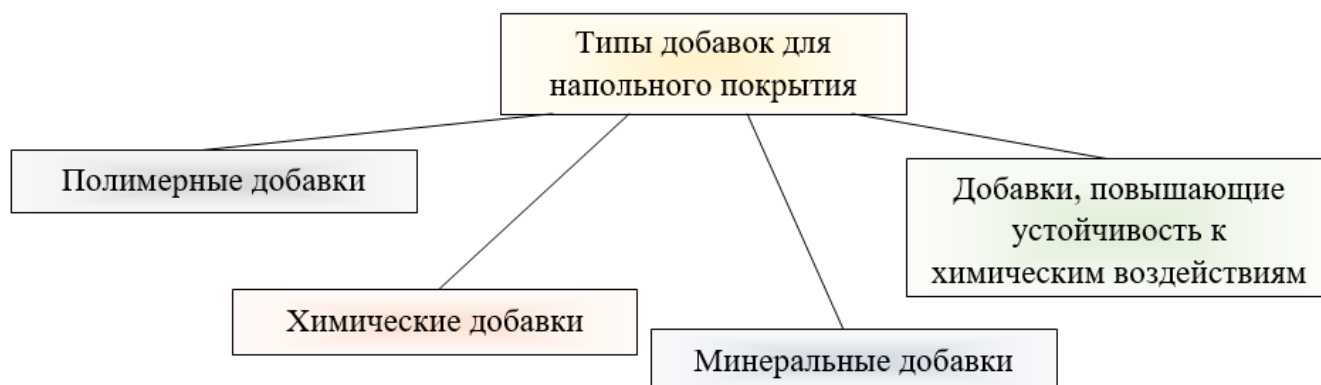 Типы добавок для
напольного покрытия
Полимерные добавки
Добавки, повышающие
устойчивость к
химическим воздействиям
Химические добавки
Минеральные добавки